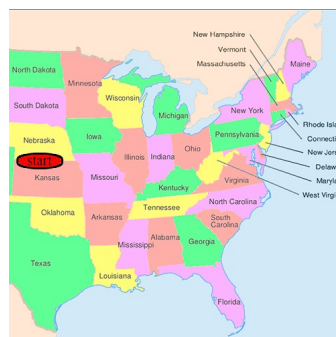 New Hampshire
Vermont
Massachusetts
Maine
North Dakota
Minnesota
South Dakota
Wisconsin
Michigan
New York
Rhode Isla
Connecti
Nebraska
Iowa
Pennsylvania
New Jer
start
Illinois
Indiana
Ohio
Delaw
Kansas
Missouri
Maryla
Virginia
West Virgi
Kentucky
Oklahoma
Arkansas
Tennessee
North Carolina
South
Carolina
Mississippi
Alabama
Georgia
Texas
Louisiana
Florida